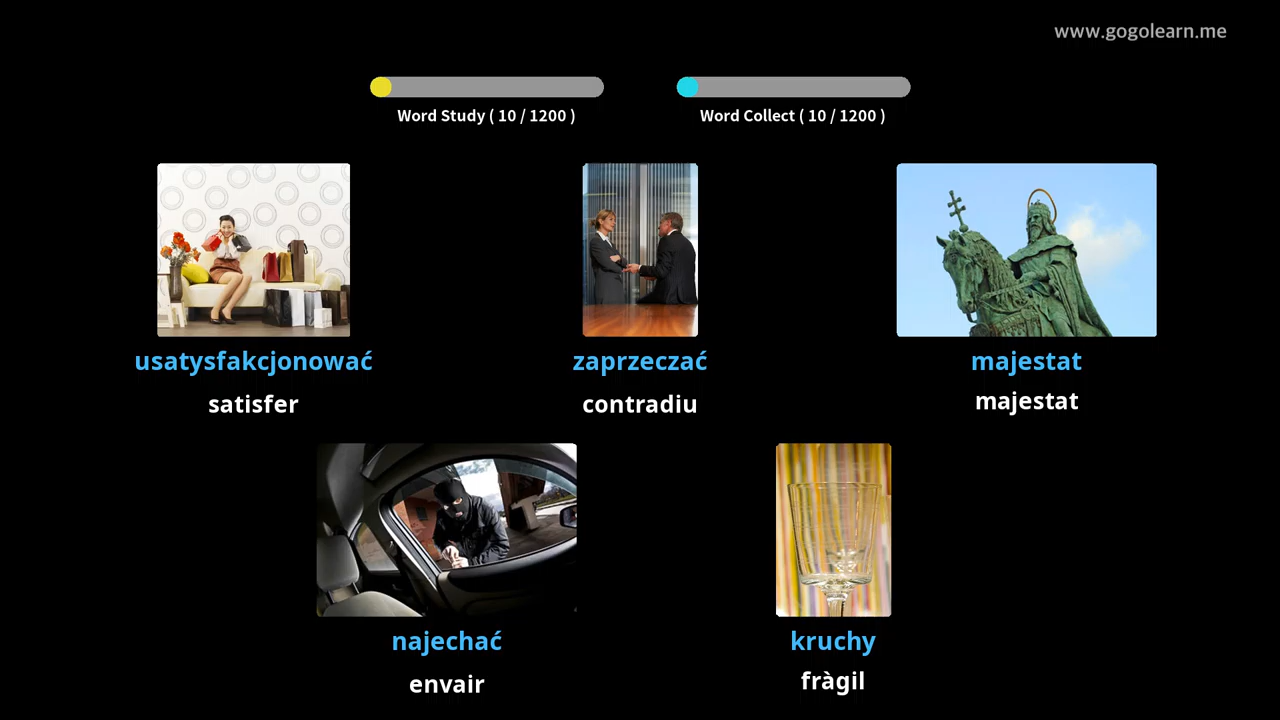 www.gogolearn.me
Word Study ( 10 / 1200 )
Word Collect ( 10 / 1200 )
usatysfakcjonować
satisfer
zaprzeczać
contradiu
majestat
majestat
najechać
envair
kruchy
fràgil